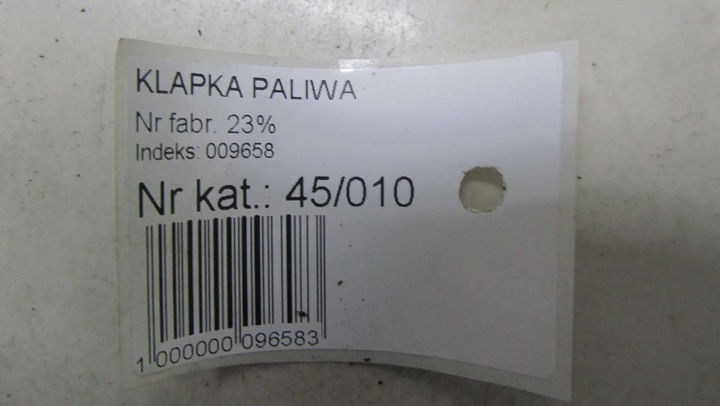 KLAPKA PALIWA
Nr fabr. 23%
Indeks: 009658
Nr kat.: 45/010
1 000000 096583